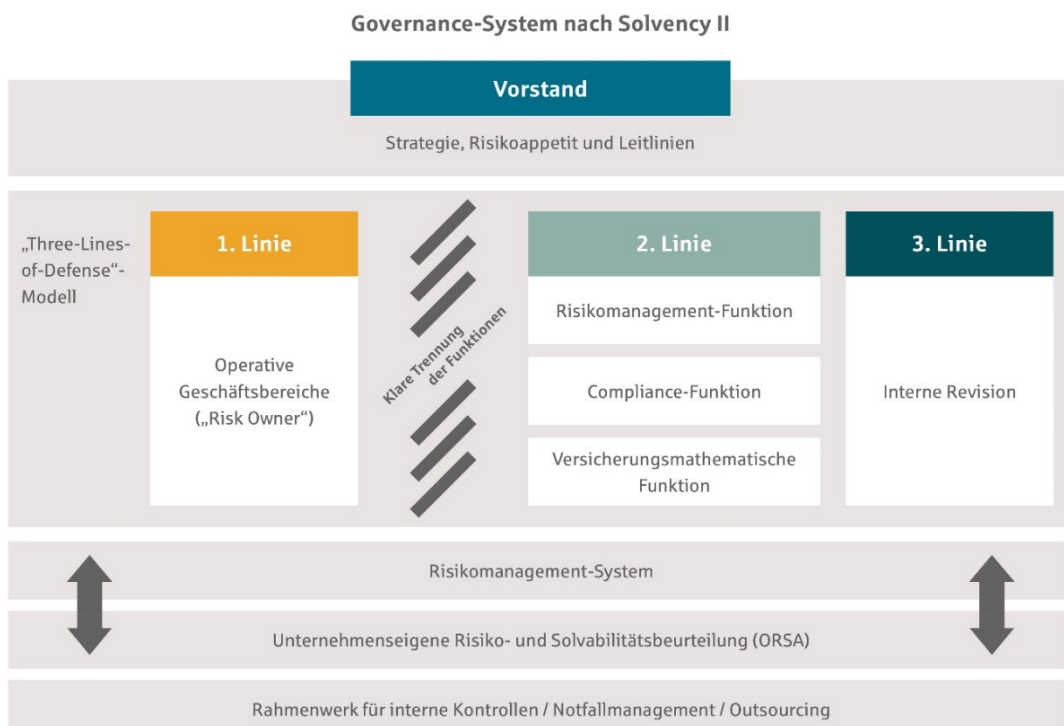 Governance-System nach Solvency II
Vorstand
Strategie, Risikoappetit und Leitlinien
„Three-Lines-
of-Defense“-
Modell
1. Linie
Operative
Geschäftsbereiche
(„Risk Owner“)
Klare Trennung
der Funktionen
2. Linie
Risikomanagement-Funktion
Compliance-Funktion
Versicherungsmathematische
Funktion
3. Linie
Interne Revision
Risikomanagement-System
Unternehmenseigene Risiko- und Solvabilitätsbeurteilung (ORSA)
Rahmenwerk für interne Kontrollen / Notfallmanagement / Outsourcing